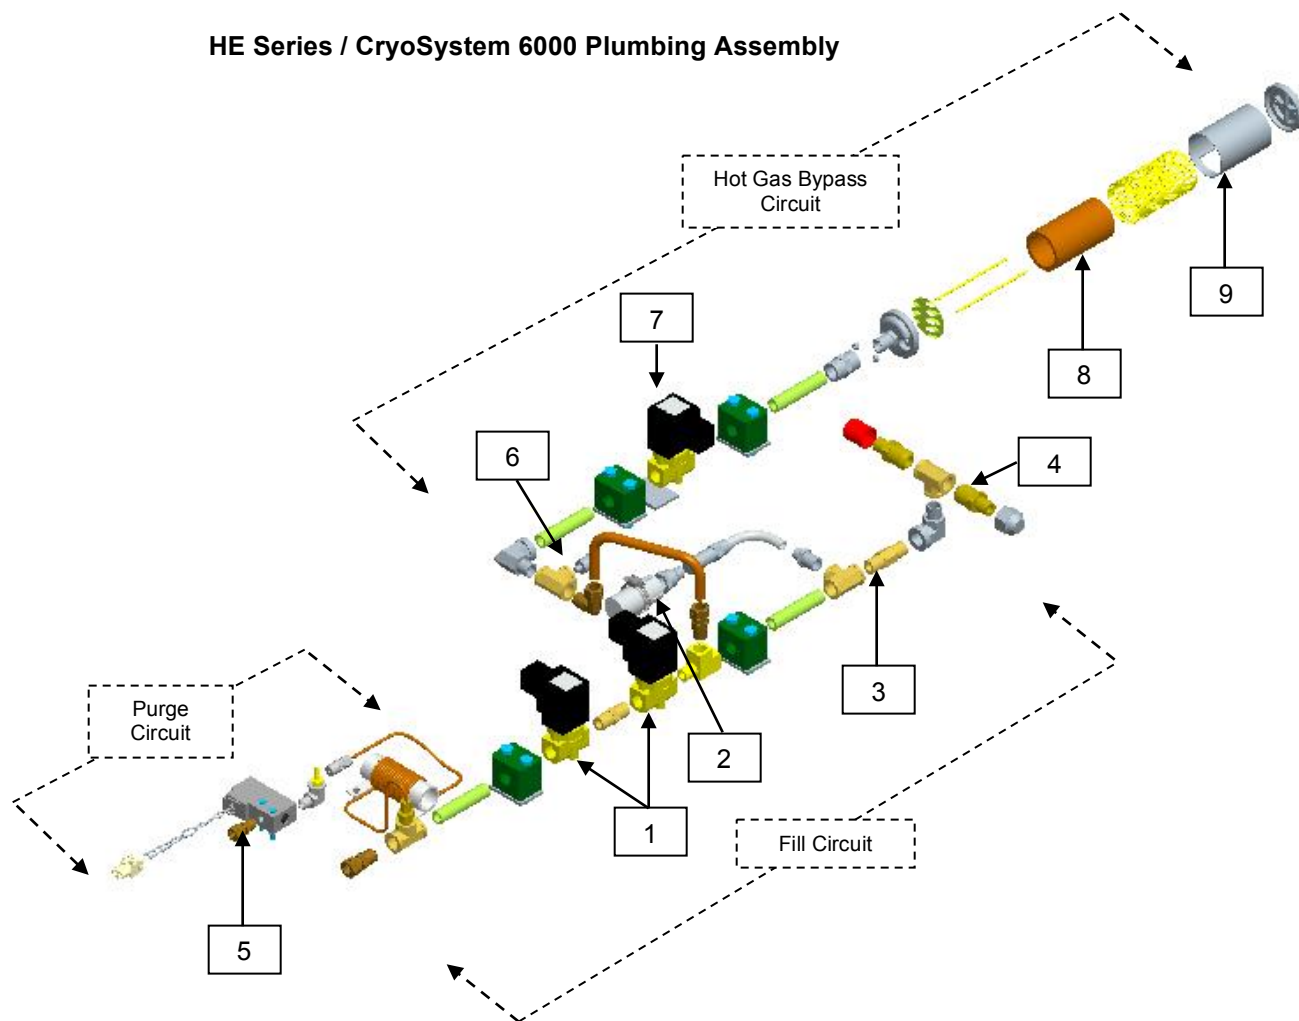 HE Series / CryoSystem 6000 Plumbing Assembly
Hot Gas Bypass
Circuit
9
7
8
6
4
3
Purge
Circuit
2
1
Fill Circuit
5